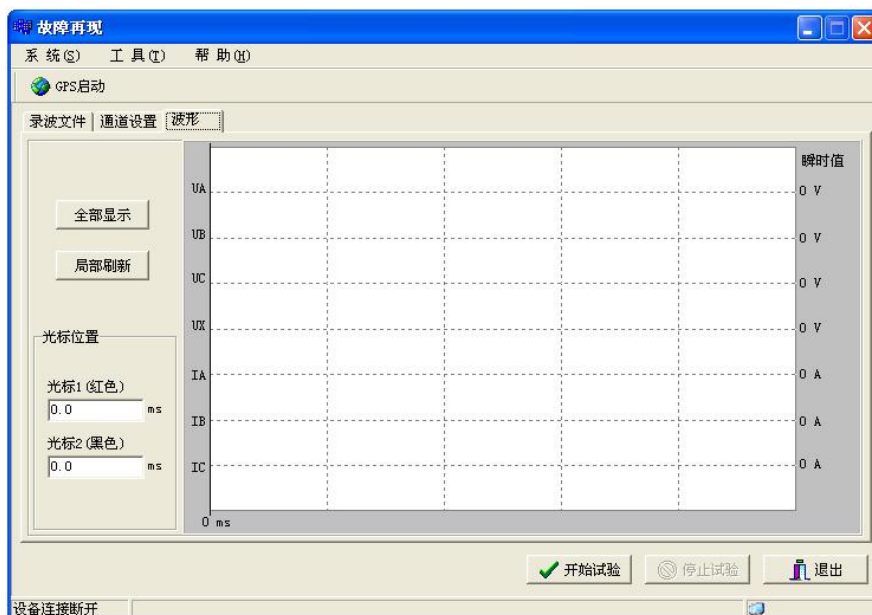 故障再现
系统(S) 工具(T) 帮助(H)
GPS启动
录波文件 通道设置 波形
瞬时值
全部显示
局部刷新
UA 0 V
UB 0 V
UC 0 V
UX 0 V
IA 0 A
IB 0 A
IC 0 A
0 ms
光标位置
光标1(红色)
0.0 ms
光标2(黑色)
0.0 ms
开始试验 停止试验 退出
设备连接断开